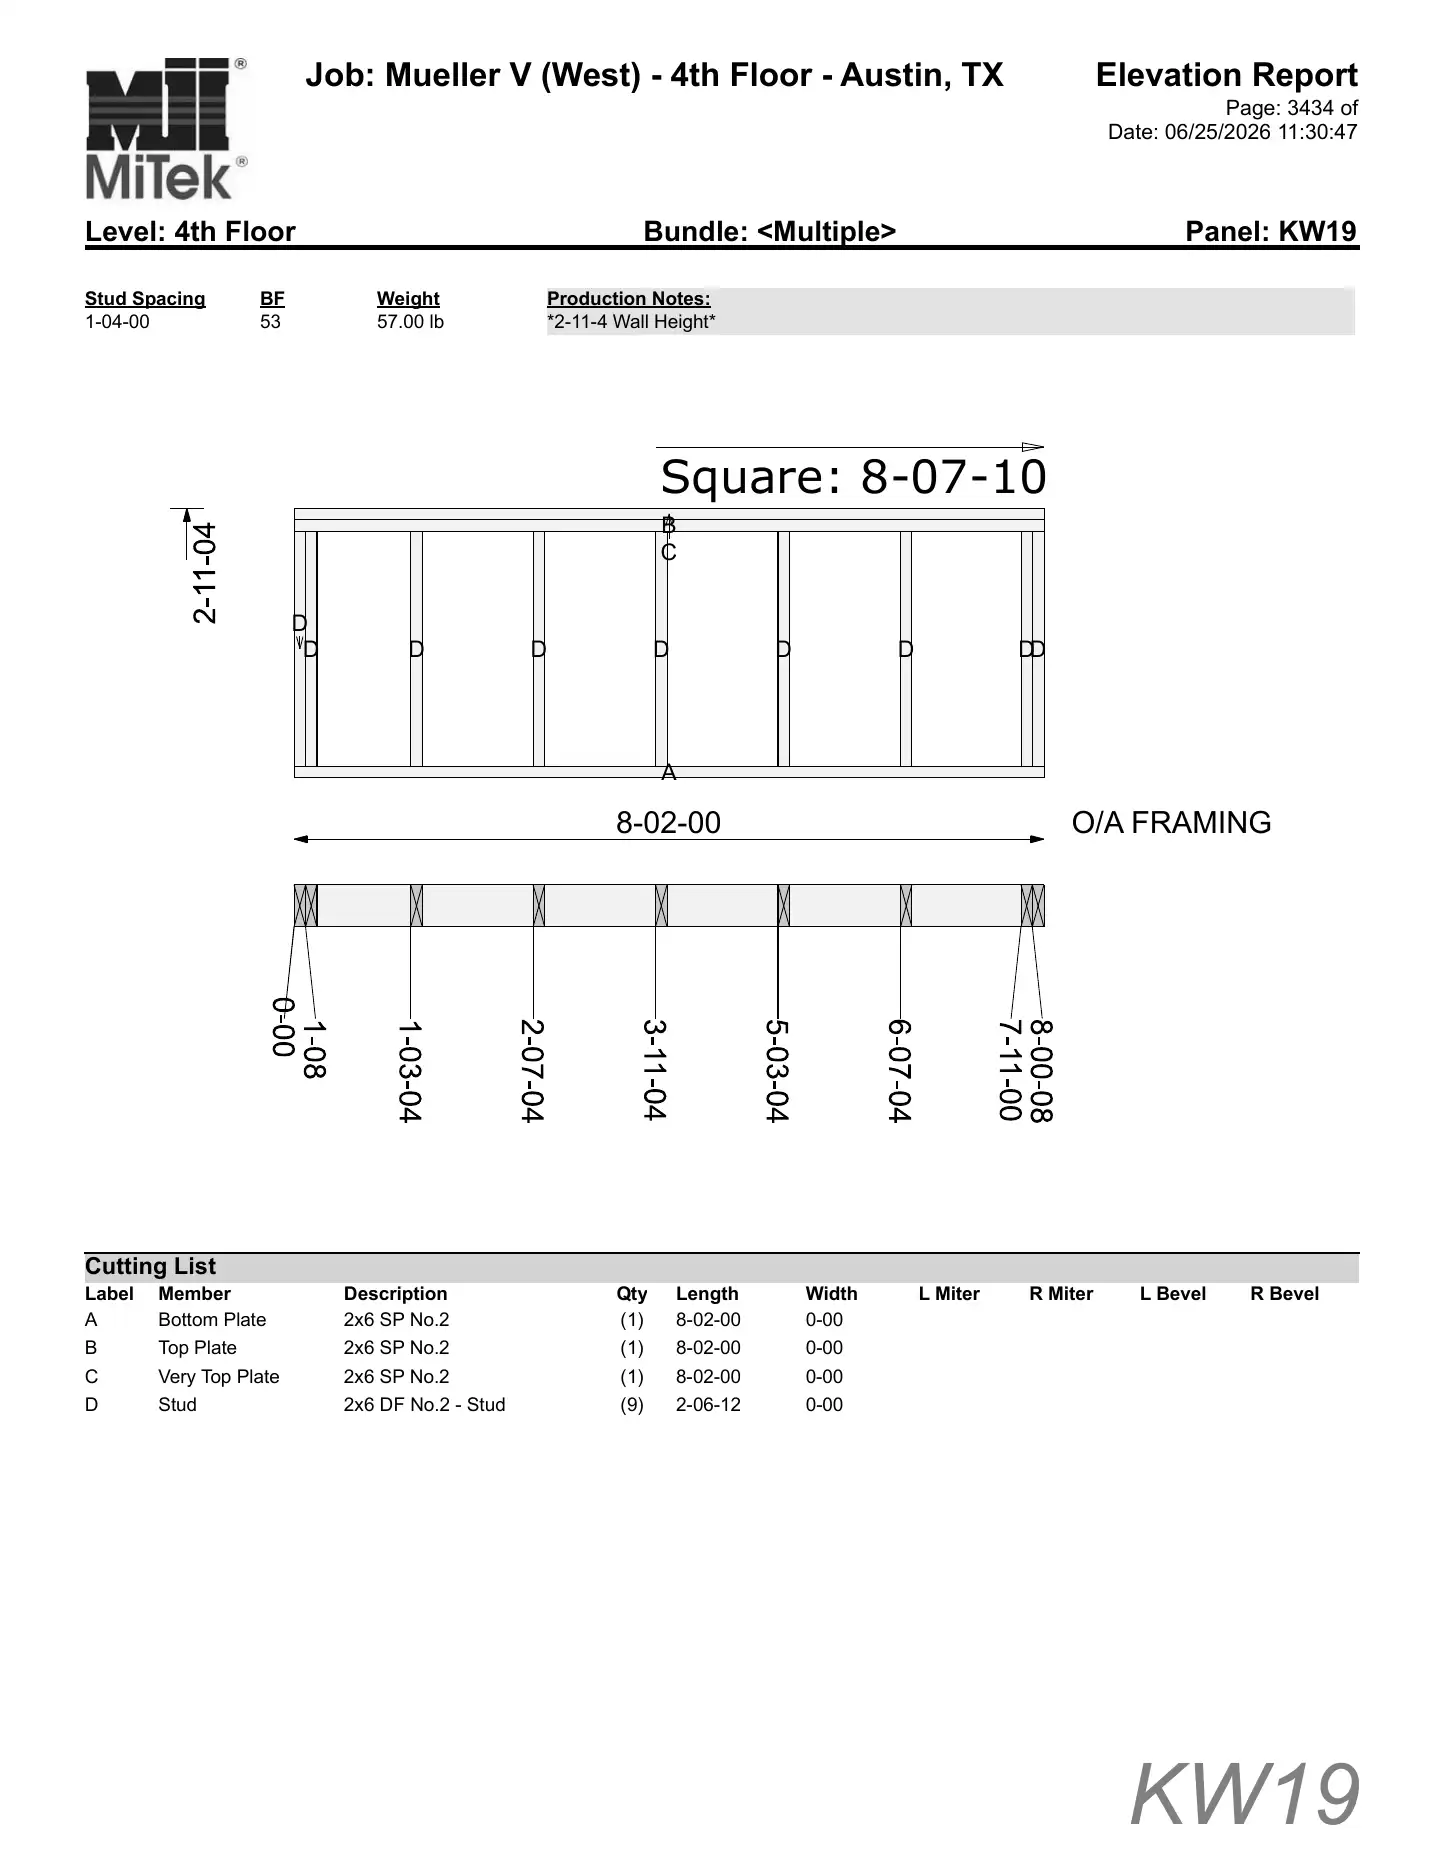 MiTek®
®
Job: Mueller V (West) - 4th Floor - Austin, TX
Elevation Report
Page: 3434 of
Date: 06/25/2026 11:30:47
Level: 4th Floor Bundle: <Multiple> Panel: KW19
Stud Spacing BF Weight Production Notes:
1-04-00 53 57.00 lb *2-11-4 Wall Height*
Square: 8-07-10
2-11-04
B
C
D
D D D D D D D D
A
8-02-00 O/A FRAMING
0-00 1-08 1-03-04 2-07-04 3-11-04 5-03-04 6-07-04 7-11-00 8-00-08
Cutting List
Label Member Description Qty Length Width L Miter R Miter L Bevel R Bevel
A Bottom Plate 2x6 SP No.2 (1) 8-02-00 0-00
B Top Plate 2x6 SP No.2 (1) 8-02-00 0-00
C Very Top Plate 2x6 SP No.2 (1) 8-02-00 0-00
D Stud 2x6 DF No.2 - Stud (9) 2-06-12 0-00
KW19